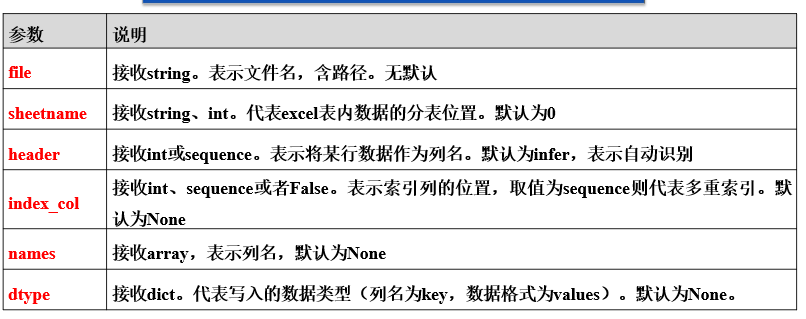 参数 说明
file 接收string。表示文件名，含路径。无默认
sheetname 接收string、int。代表excel表内数据的分表位置。默认为0
header 接收int或sequence。表示将某行数据作为列名。默认为infer，表示自动识别
index_col 接收int、sequence或者False。表示索引列的位置，取值为sequence则代表多重索引。默
认为None
names 接收array，表示列名，默认为None
dtype 接收dict。代表写入的数据类型（列名为key，数据格式为values）。默认为None。